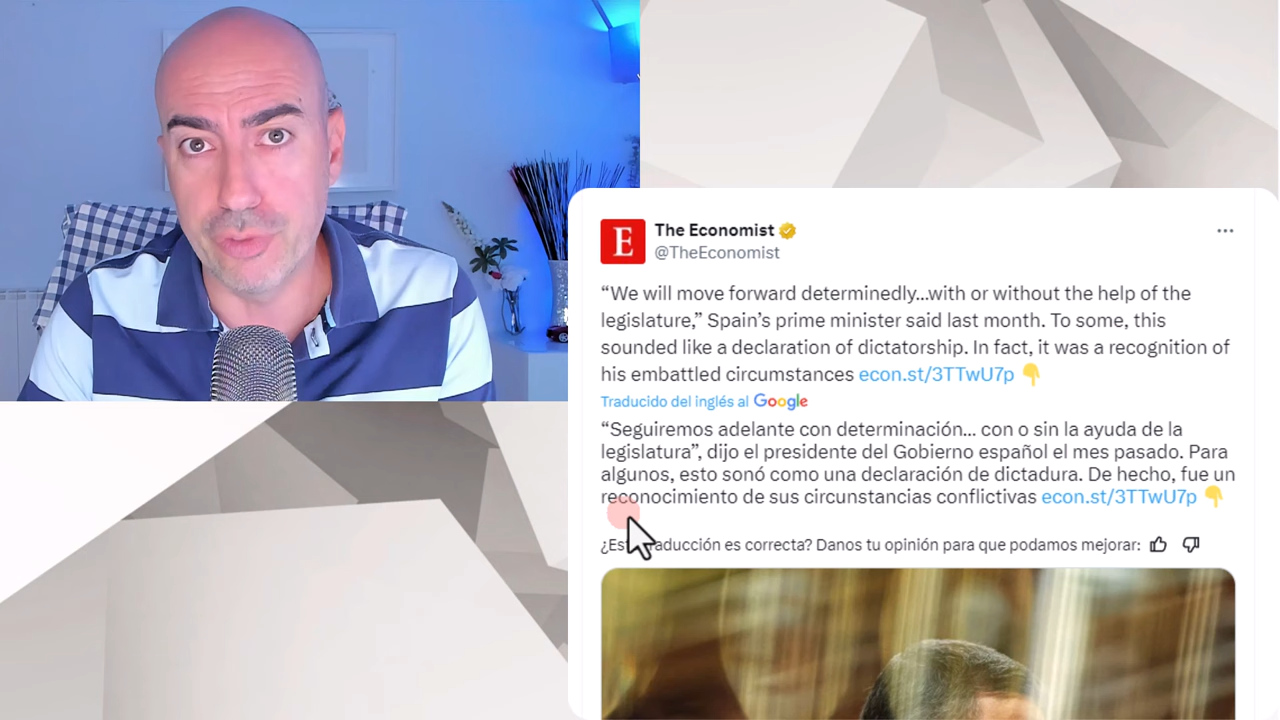 E
The Economist
@TheEconomist
“We will move forward determinedly…with or without the help of the
legislature,” Spain’s prime minister said last month. To some, this
sounded like a declaration of dictatorship. In fact, it was a recognition of
his embattled circumstances econ.st/3TTwU7p 👇
Traducido del inglés al Google
“Seguiremos adelante con determinación... con o sin la ayuda de la
legislatura”, dijo el presidente del Gobierno español el mes pasado. Para
algunos, esto sonó como una declaración de dictadura. De hecho, fue un
reconocimiento de sus circunstancias conflictivas econ.st/3TTwU7p 👇
es correcta? Danos tu opinión para que podamos mejorar: